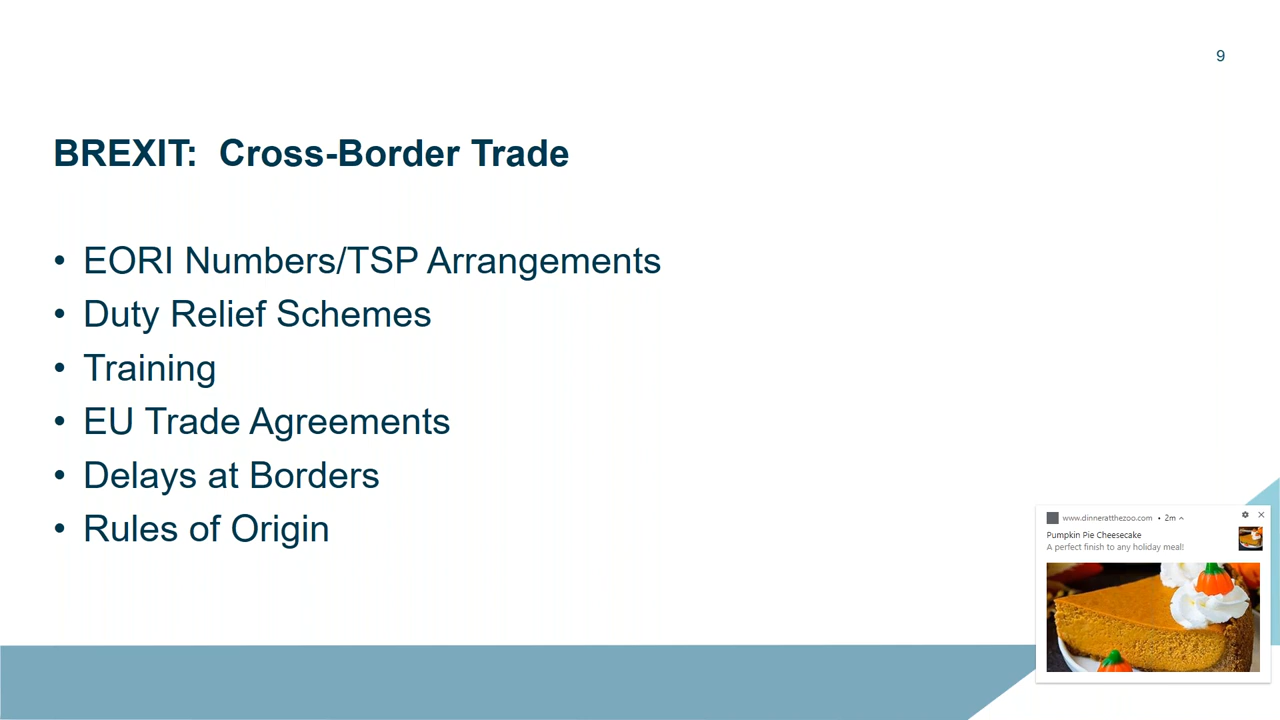 9
BREXIT:  Cross-Border Trade
• EORI Numbers/TSP Arrangements
• Duty Relief Schemes
• Training
• EU Trade Agreements
• Delays at Borders
• Rules of Origin
www.dinneratthezoo.com • 2m
Pumpkin Pie Cheesecake
A perfect finish to any holiday meal!